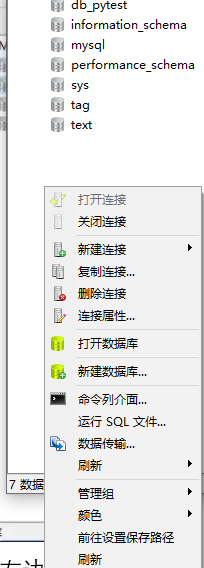 db_pytest
information_schema
mysql
performance_schema
sys
tag
text
打开连接
关闭连接
新建连接
复制连接...
删除连接
连接属性...
打开数据库
新建数据库...
命令列介面...
运行 SQL 文件...
数据传输...
刷新
7 数据
管理组
颜色
前往设置保存路径
刷新